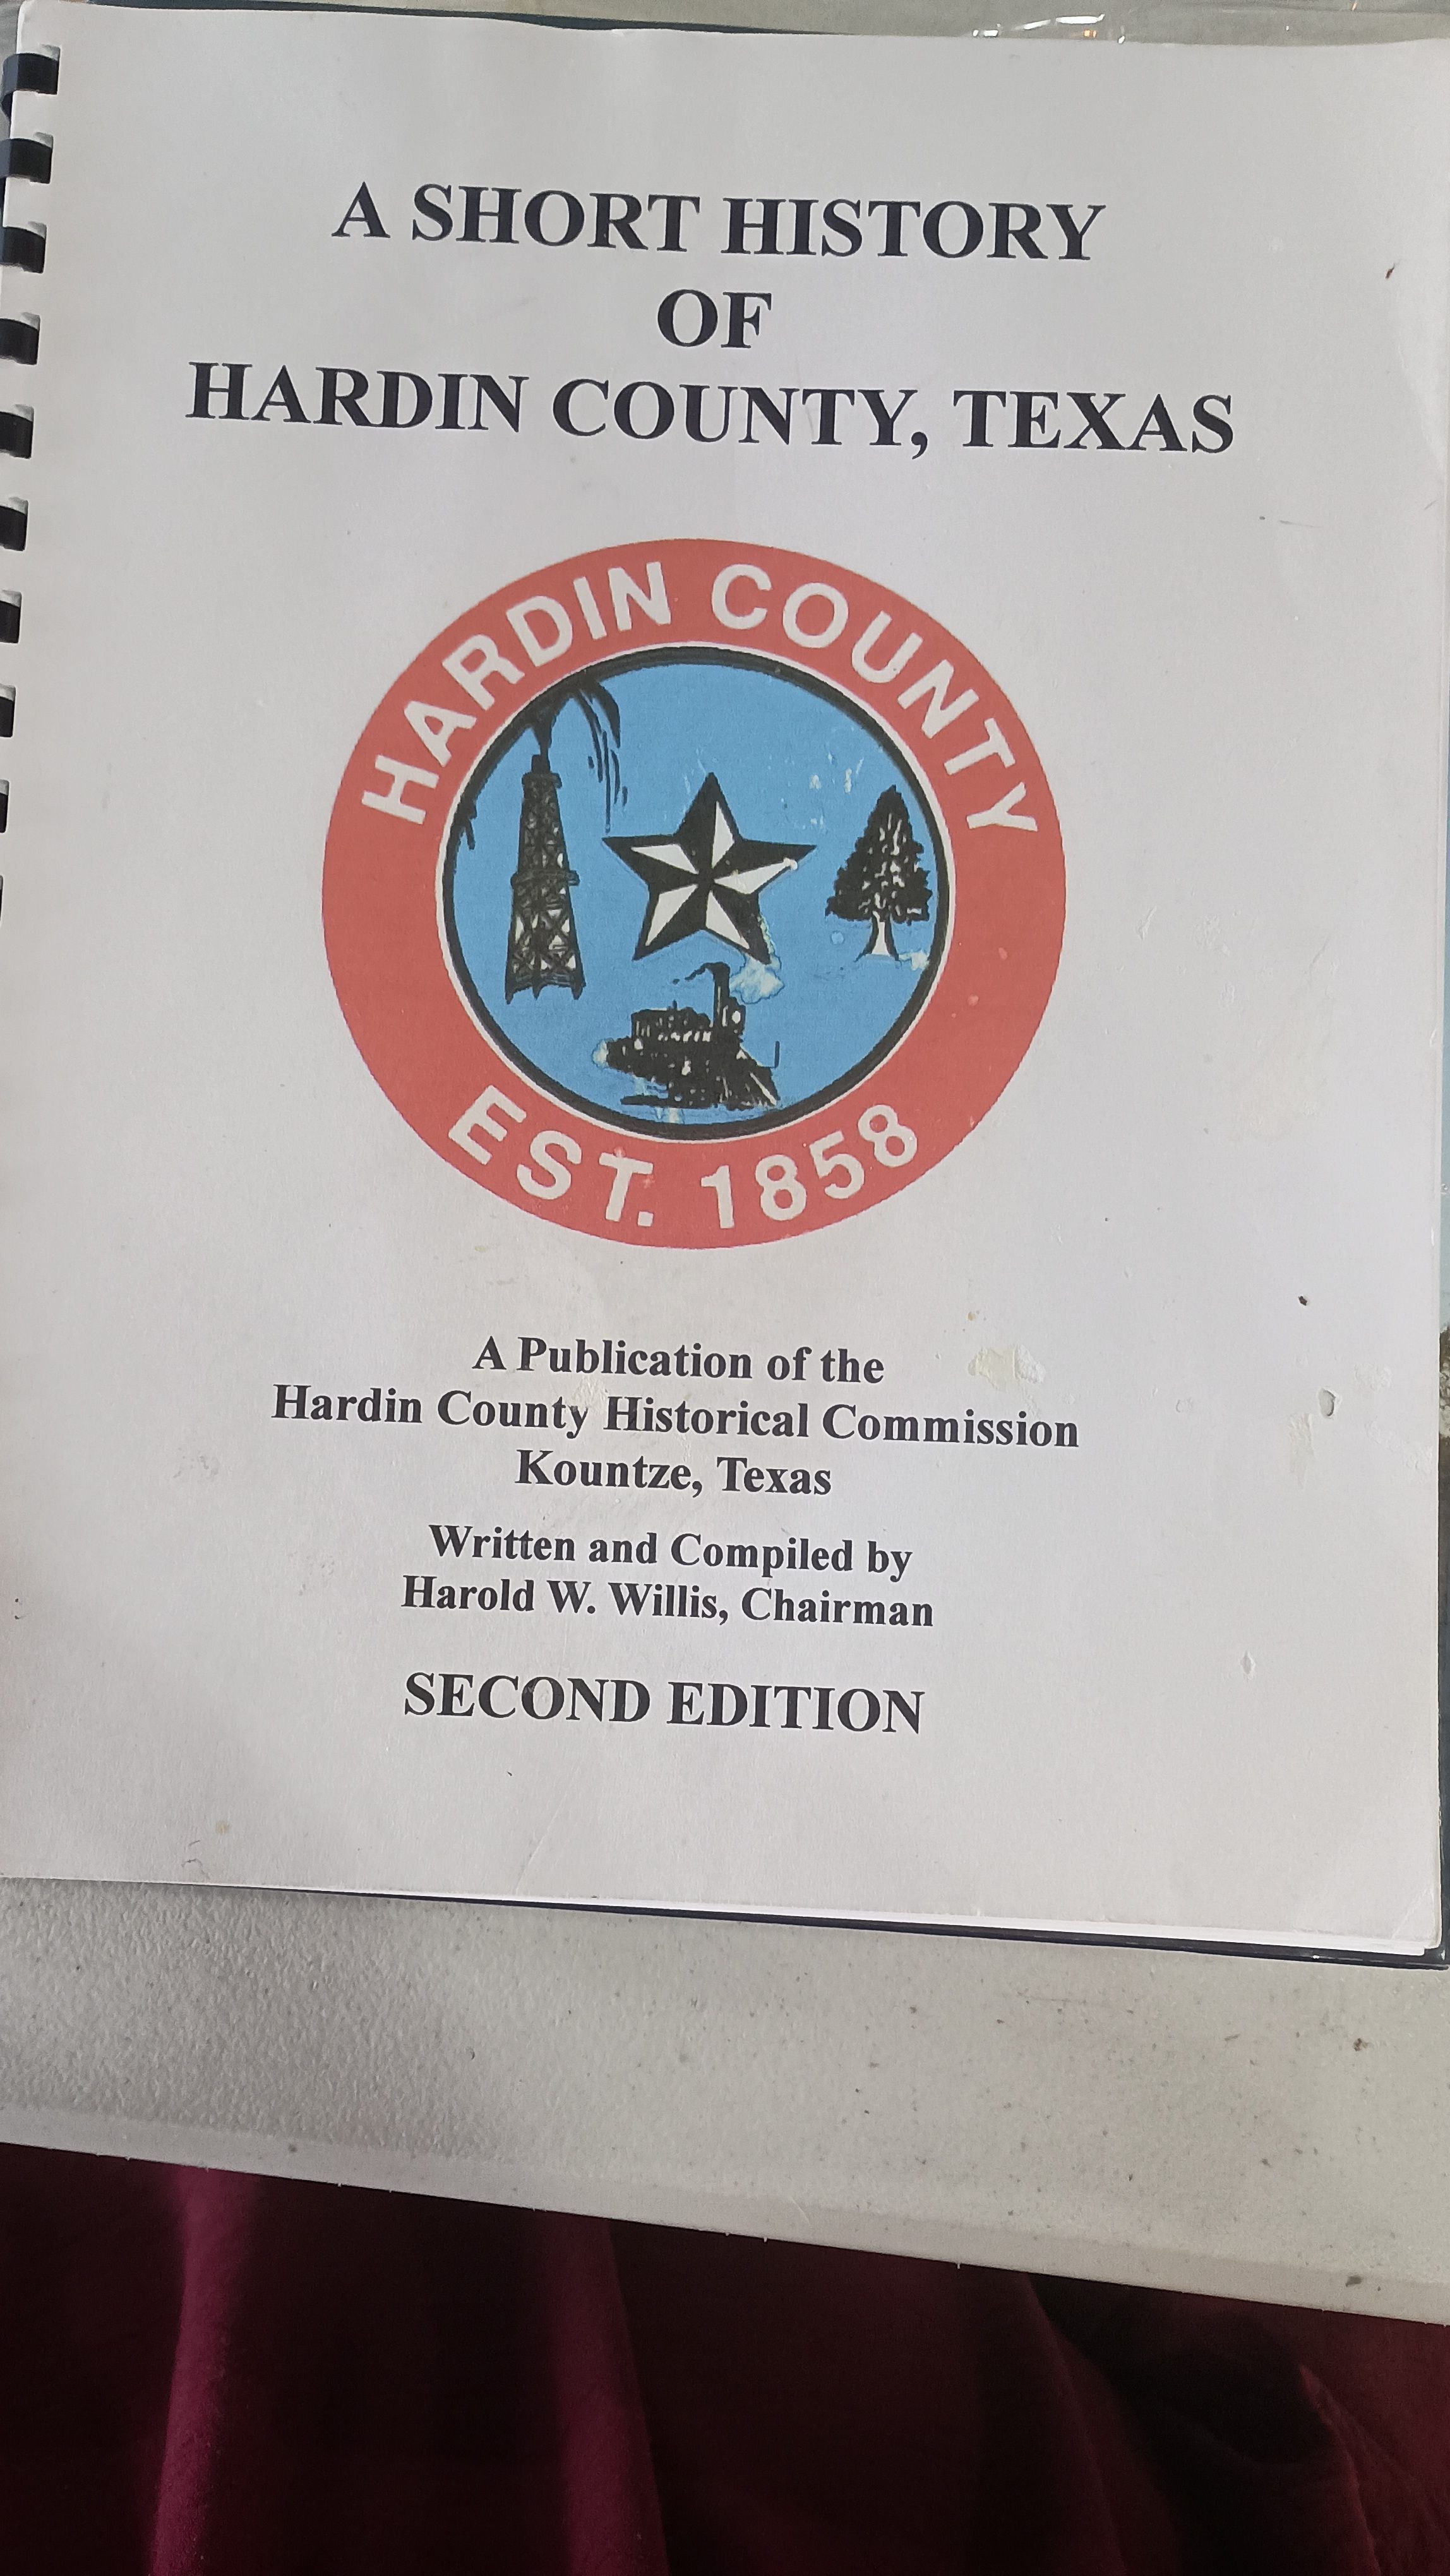 A SHORT HISTORY
OF
HARDIN COUNTY, TEXAS
HARDIN COUNTY
EST. 1858
A Publication of the
Hardin County Historical Commission
Kountze, Texas
Written and Compiled by
Harold W. Willis, Chairman
SECOND EDITION